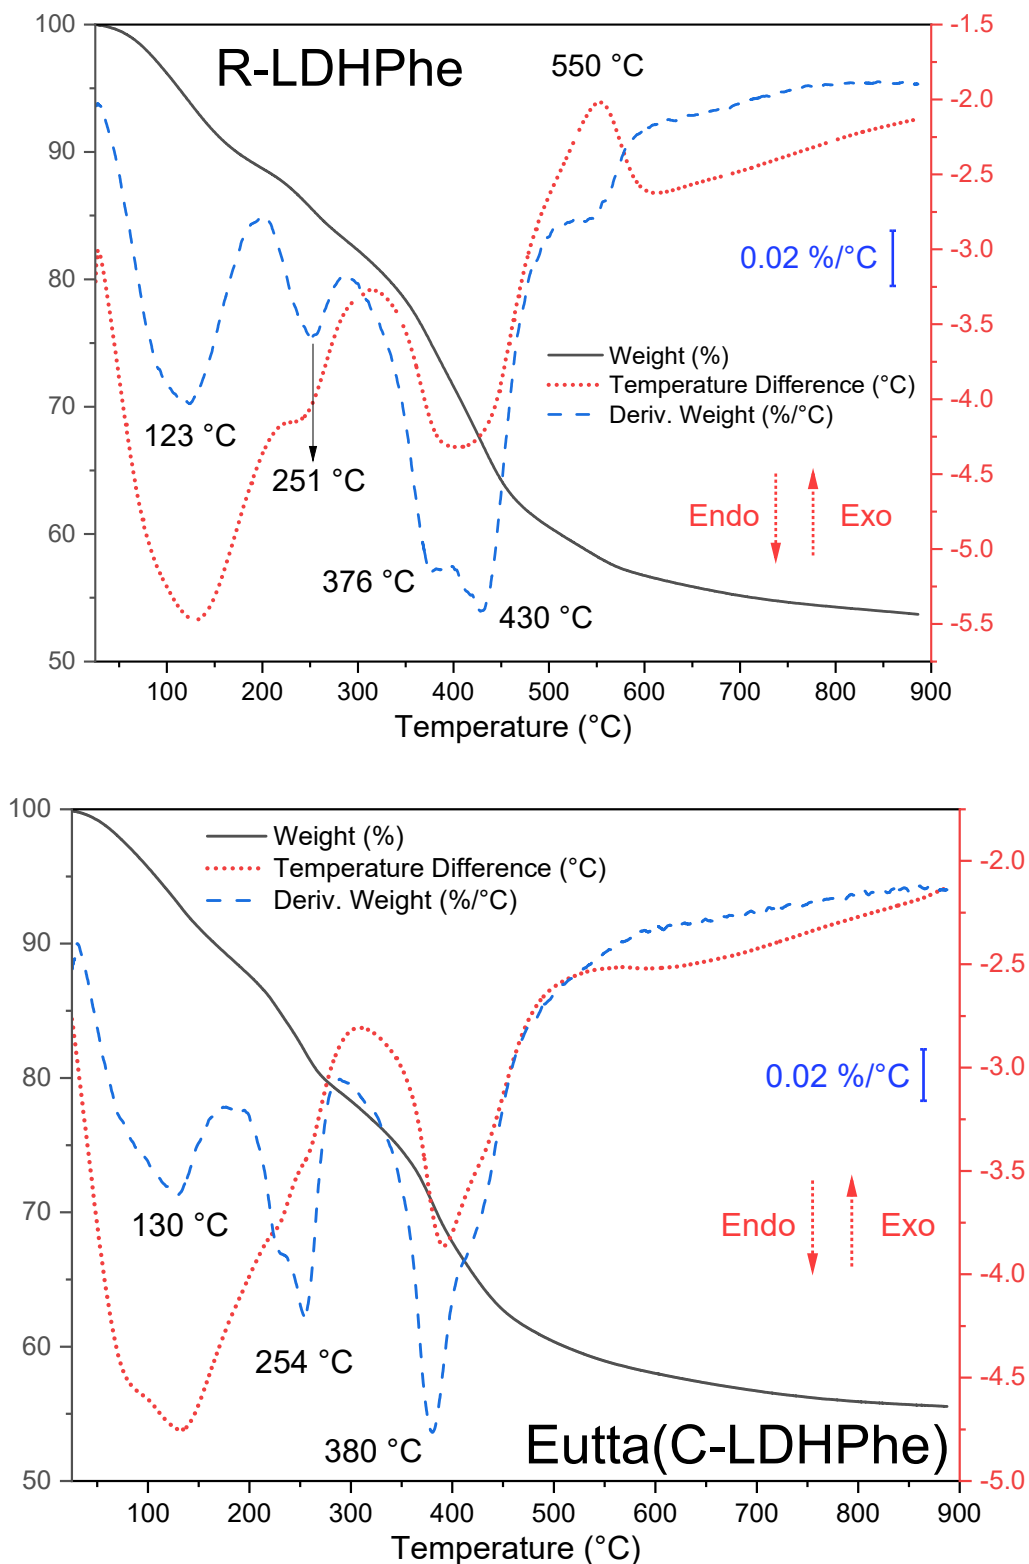 R-LDHPhe
550 °C
100
90
80
70
60
50
-1.5
-2.0
-2.5
-3.0
-3.5
-4.0
-4.5
-5.0
-5.5
0.02 %/°C
Weight (%)
Temperature Difference (°C)
Deriv. Weight (%/°C)
123 °C
251 °C
376 °C
430 °C
Endo
Exo
100 200 300 400 500 600 700 800 900
Temperature (°C)
100
90
80
70
60
50
-2.0
-2.5
-3.0
-3.5
-4.0
-4.5
-5.0
Weight (%)
Temperature Difference (°C)
Deriv. Weight (%/°C)
0.02 %/°C
130 °C
254 °C
380 °C
Endo
Exo
Eutta(C-LDHPhe)
100 200 300 400 500 600 700 800 900
Temperature (°C)